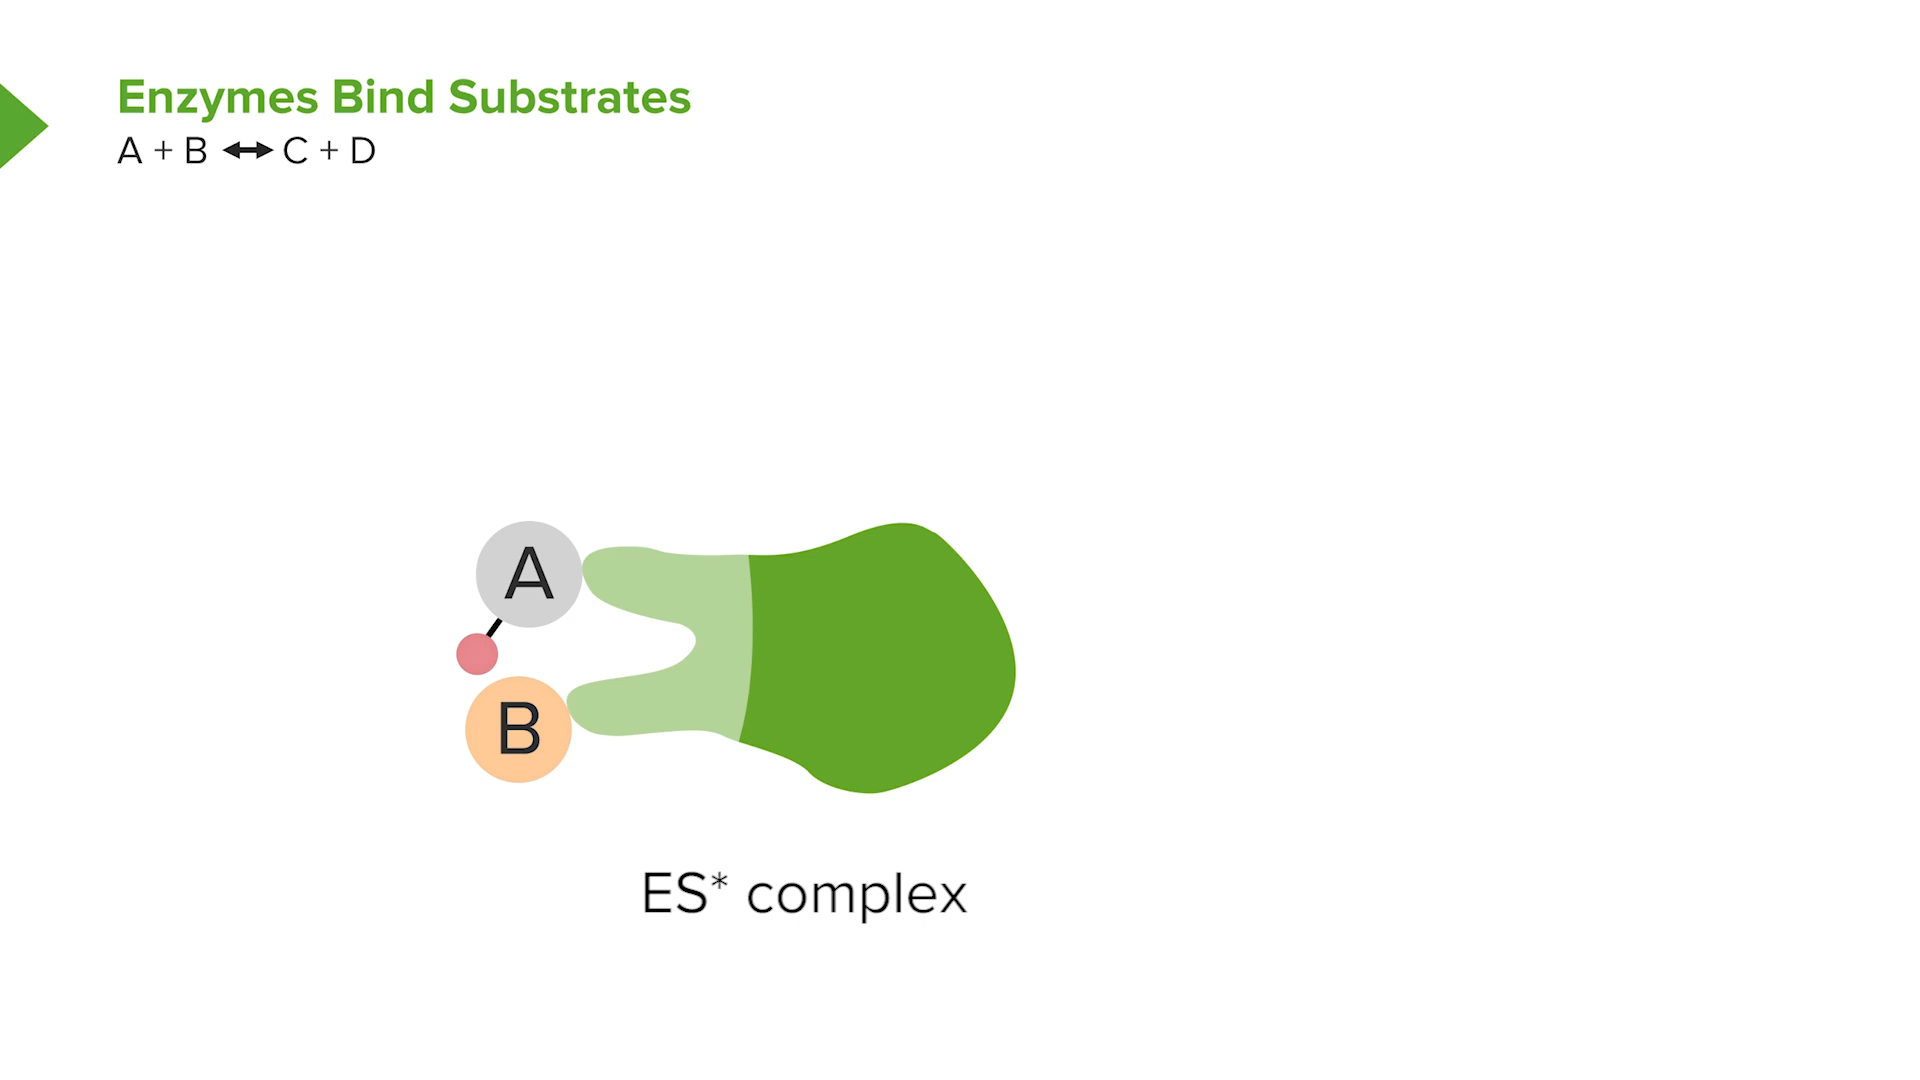 Enzymes Bind Substrates
A + B ↔ C + D
A
B
ES* complex